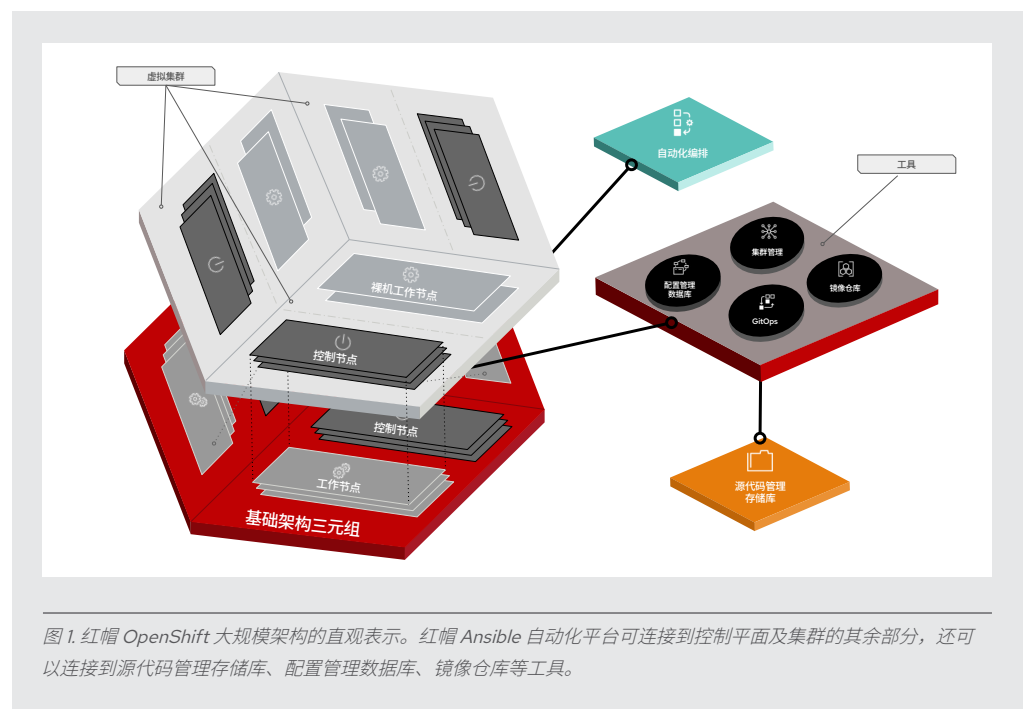 虚拟集群
自动化编排
工具
集群管理
配置管理
数据库
镜像仓库
GitOps
裸机工作节点
控制节点
控制节点
工作节点
基础架构三元组
源代码管理
存储库
图 1. 红帽 OpenShift 大规模架构的直观表示。红帽 Ansible 自动化平台可连接到控制平面及集群的其余部分，还可
以连接到源代码管理存储库、配置管理数据库、镜像仓库等工具。